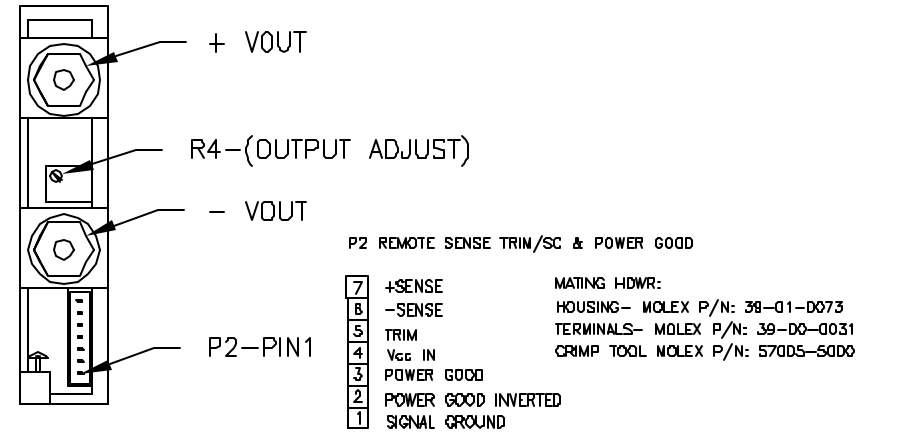 + VOUT
R4-(OUTPUT ADJUST)
- VOUT
P2 REMOTE SENSE TRIM/SC & POWER GOOD
7 +SENSE
6 -SENSE
5 TRIM
4 Vcc IN
3 POWER GOOD
2 POWER GOOD INVERTED
1 SIGNAL GROUND
MATING HDWR:
HOUSING- MOLEX P/N: 39-01-0073
TERMINALS- MOLEX P/N: 39-00-0031
CRIMP TOOL MOLEX P/N: 57005-5000
P2-PIN1